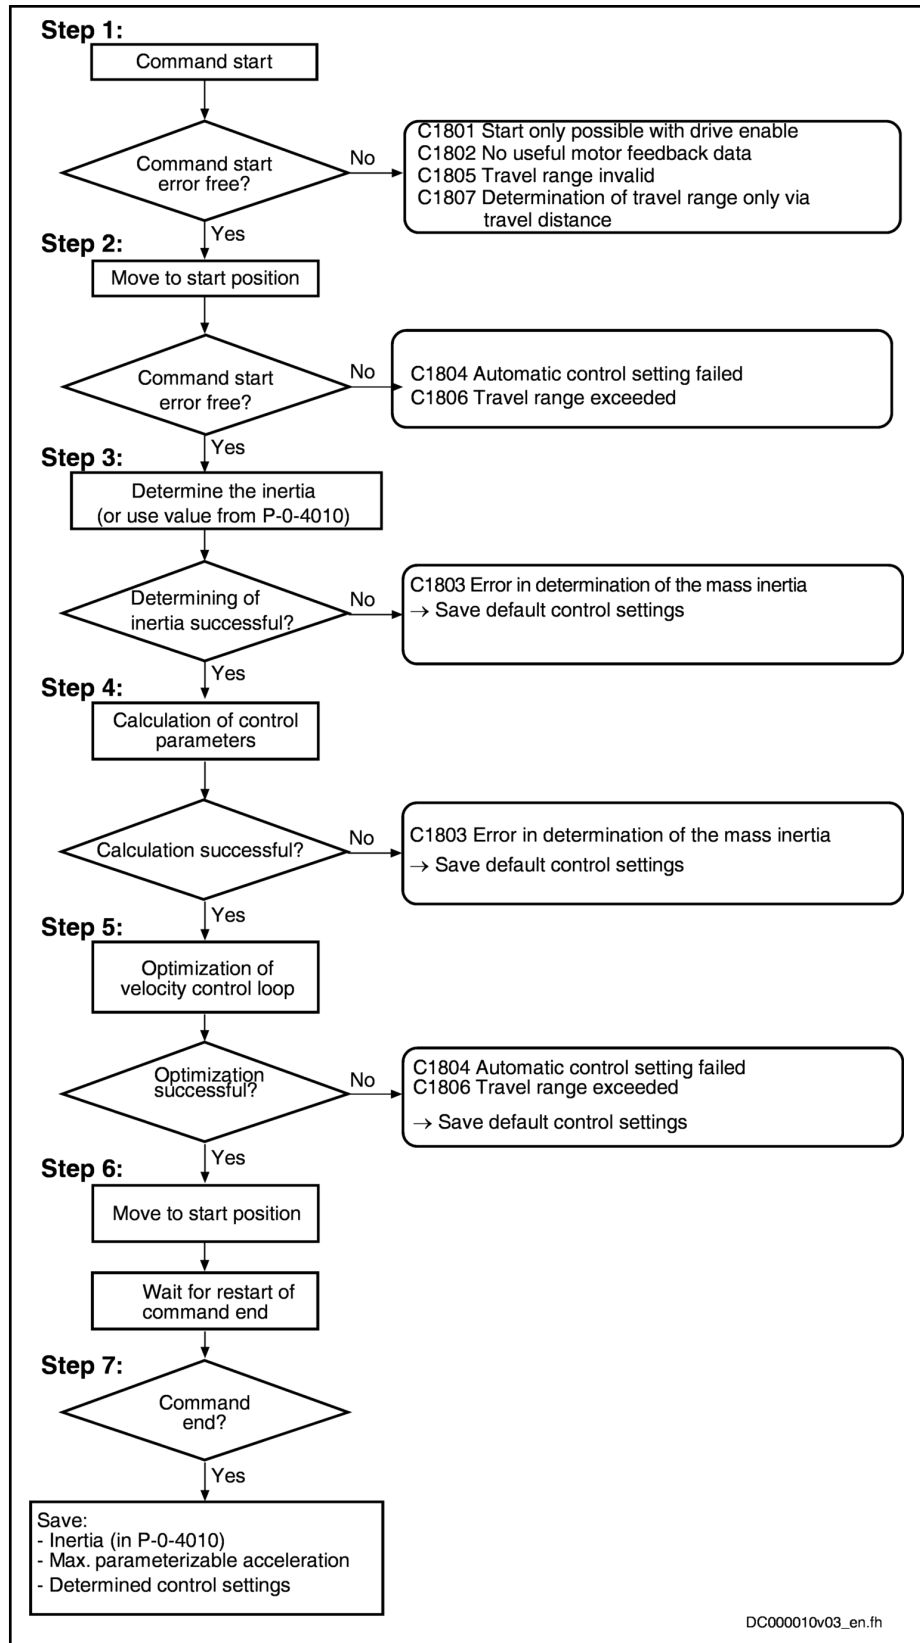 Step 1:
Command start
Command start
error free?
No
C1801 Start only possible with drive enable
C1802 No useful motor feedback data
C1805 Travel range invalid
C1807 Determination of travel range only via
travel distance
Yes
Step 2:
Move to start position
Command start
error free?
No
C1804 Automatic control setting failed
C1806 Travel range exceeded
Yes
Step 3:
Determine the inertia
(or use value from P-0-4010)
Determining of
inertia successful?
No
C1803 Error in determination of the mass inertia
→ Save default control settings
Yes
Step 4:
Calculation of control
parameters
Calculation successful?
No
C1803 Error in determination of the mass inertia
→ Save default control settings
Yes
Step 5:
Optimization of
velocity control loop
Optimization
successful?
No
C1804 Automatic control setting failed
C1806 Travel range exceeded
→ Save default control settings
Yes
Step 6:
Move to start position
Wait for restart of
command end
Step 7:
Command
end?
Yes
Save:
- Inertia (in P-0-4010)
- Max. parameterizable acceleration
- Determined control settings
DC000010v03_en.fh